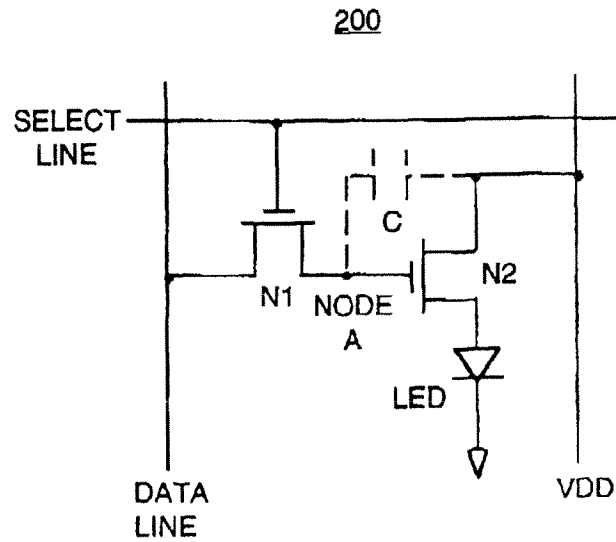 200
SELECT
LINE
C
N1
NODE
A
N2
LED
DATA
LINE
VDD